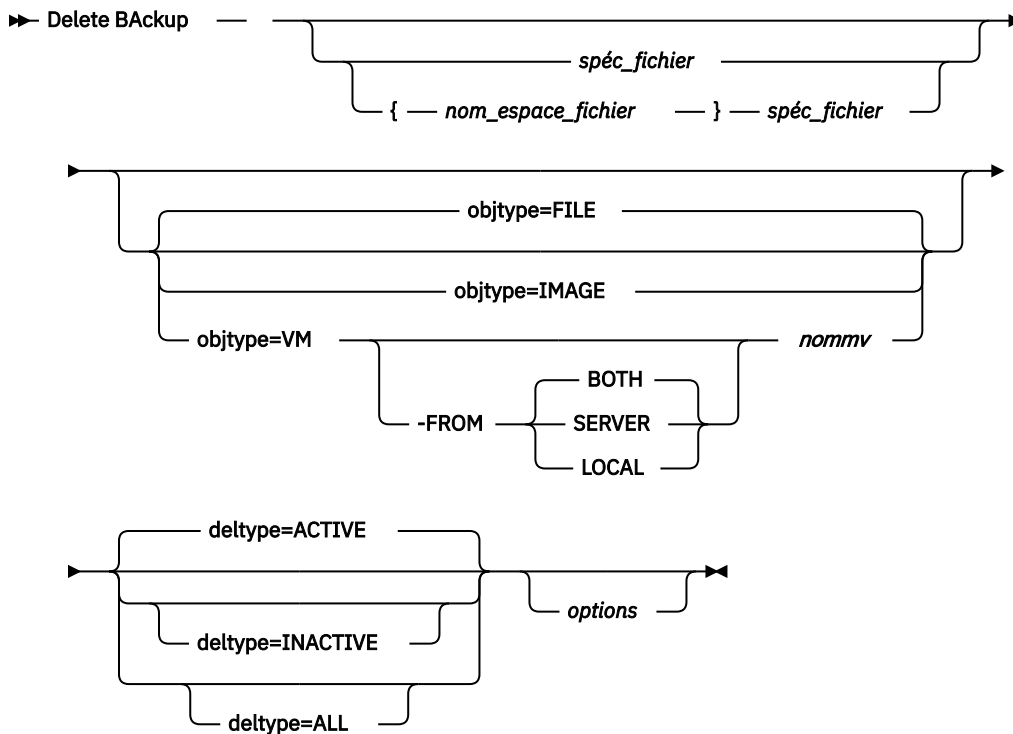 Delete BAckup
spéc_fichier
{ nom_espace_fichier } spéc_fichier
objtype=FILE
objtype=IMAGE
objtype=VM nommv
BOTH
-FROM SERVER
LOCAL
deltype=ACTIVE
options
deltype=INACTIVE
deltype=ALL